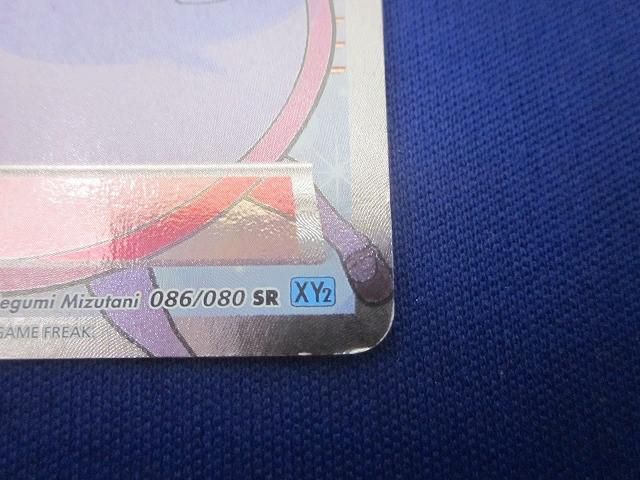 egumi Mizutani 086/080 SR XY2
GAME FREAK.